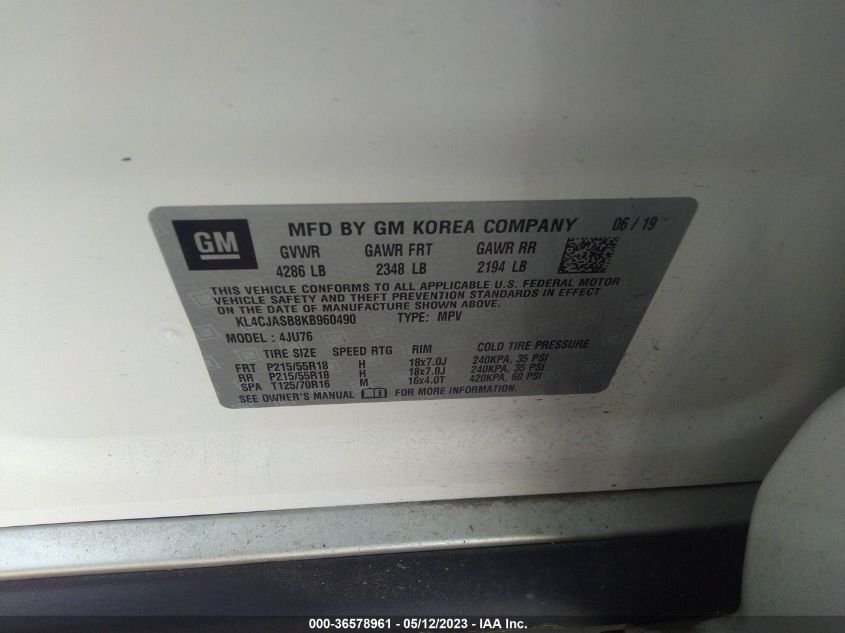 GM
MFD BY GM KOREA COMPANY 06 / 19
GVWR GAWR FRT GAWR RR
4286 LB 2348 LB 2194 LB
THIS VEHICLE CONFORMS TO ALL APPLICABLE U.S. FEDERAL MOTOR
VEHICLE SAFETY AND THEFT PREVENTION STANDARDS IN EFFECT
ON THE DATE OF MANUFACTURE SHOWN ABOVE.
KL4CJASB8KB960490 TYPE: MPV
MODEL : 4JU76
TIRE SIZE SPEED RTG RIM COLD TIRE PRESSURE
FRT P215/55R18 H 18x7.0J 240KPA, 35 PSI
RR P215/55R18 H 18x7.0J 240KPA, 35 PSI
SPA T125/70R16 M 16x4.0T 420KPA, 60 PSI
SEE OWNER'S MANUAL FOR MORE INFORMATION.
000-36578961 - 05/12/2023 - IAA Inc.